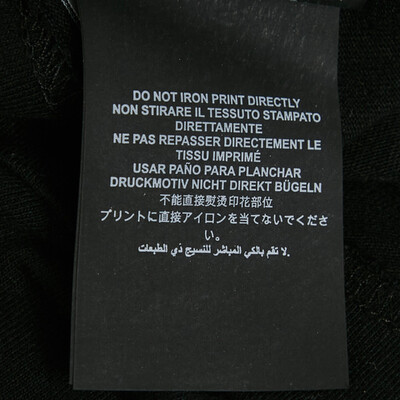 DO NOT IRON PRINT DIRECTLY
NON STIRARE IL TESSUTO STAMPATO
DIRETTAMENTE
NE PAS REPASSER DIRECTEMENT LE
TISSU IMPRIMÉ
USAR PAÑO PARA PLANCHAR
DRUCKMOTIV NICHT DIREKT BÜGELN
不能直接熨烫印花部位
プリントに直接アイロンを当てないでくださ
い。
لا تقم بالكي المباشر للنسيج ذي الطبعات.